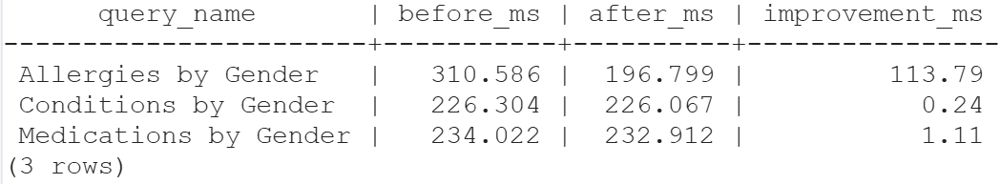 query_name | before_ms | after_ms | improvement_ms
-----------------------+-----------+----------+----------------
Allergies by Gender | 310.586 | 196.799 | 113.79
Conditions by Gender | 226.304 | 226.067 | 0.24
Medications by Gender | 234.022 | 232.912 | 1.11
(3 rows)